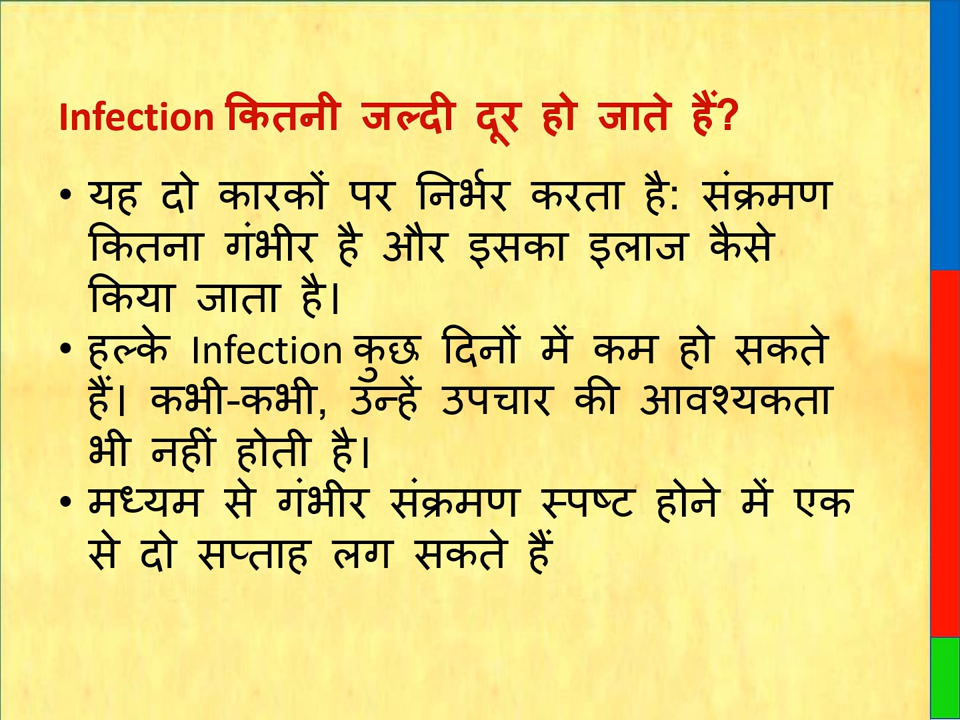 Infection कितनी जल्दी दूर हो जाते हैं?
• यह दो कारकों पर निर्भर करता है: संक्रमण
कितना गंभीर है और इसका इलाज कैसे
किया जाता है।
• हल्के Infection कुछ दिनों में कम हो सकते
हैं। कभी-कभी, उन्हें उपचार की आवश्यकता
भी नहीं होती है।
• मध्यम से गंभीर संक्रमण स्पष्ट होने में एक
से दो सप्ताह लग सकते हैं